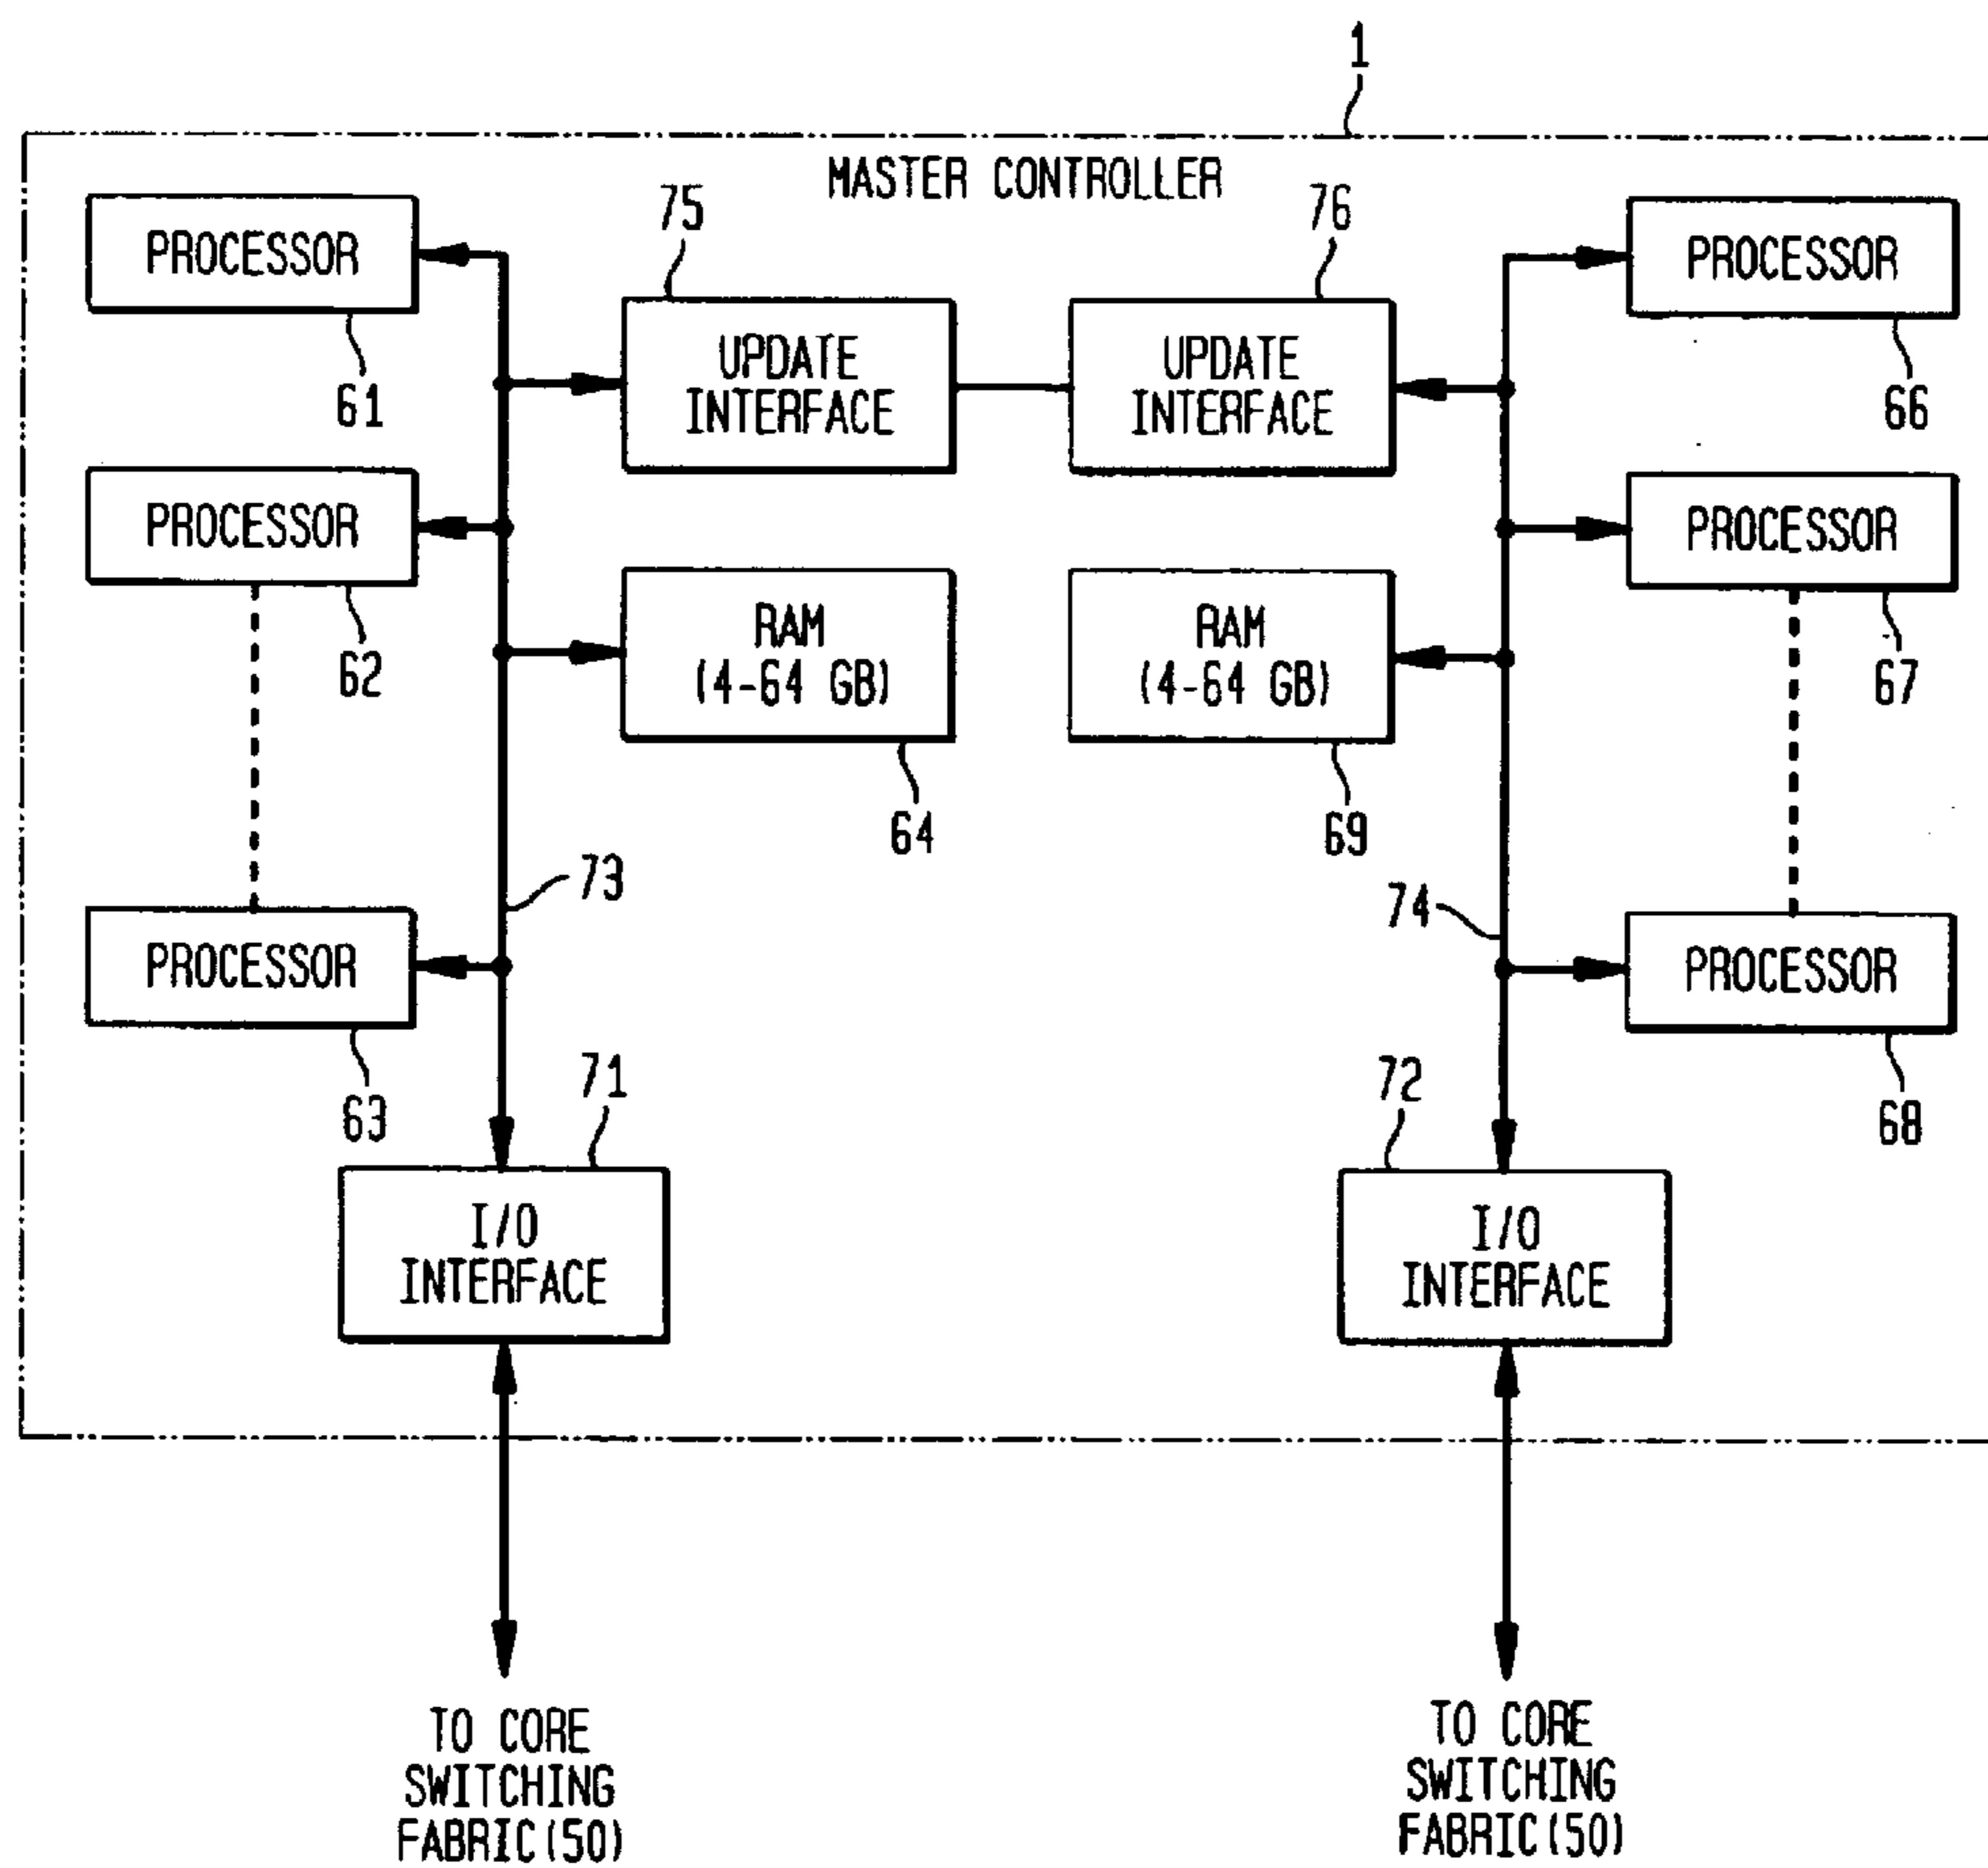 1
MASTER CONTROLLER
75
76
PROCESSOR
PROCESSOR
UPDATE
INTERFACE
UPDATE
INTERFACE
61
66
PROCESSOR
PROCESSOR
RAM
(4-64 GB)
RAM
(4-64 GB)
62
67
64
69
73
74
PROCESSOR
PROCESSOR
71
72
63
68
I/O
INTERFACE
I/O
INTERFACE
TO CORE
SWITCHING
FABRIC(50)
TO CORE
SWITCHING
FABRIC(50)